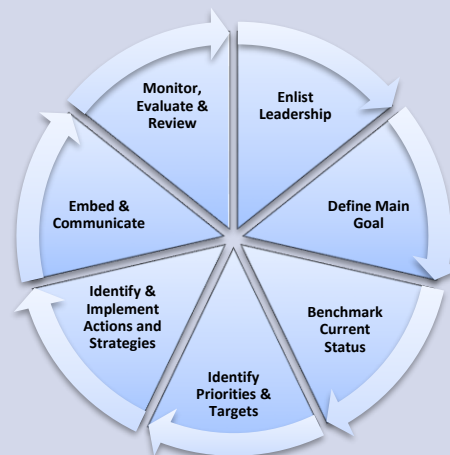 Enlist
Leadership
Define Main
Goal
Benchmark
Current
Status
Identify
Priorities &
Targets
Identify &
Implement
Actions and
Strategies
Embed &
Communicate
Monitor,
Evaluate &
Review